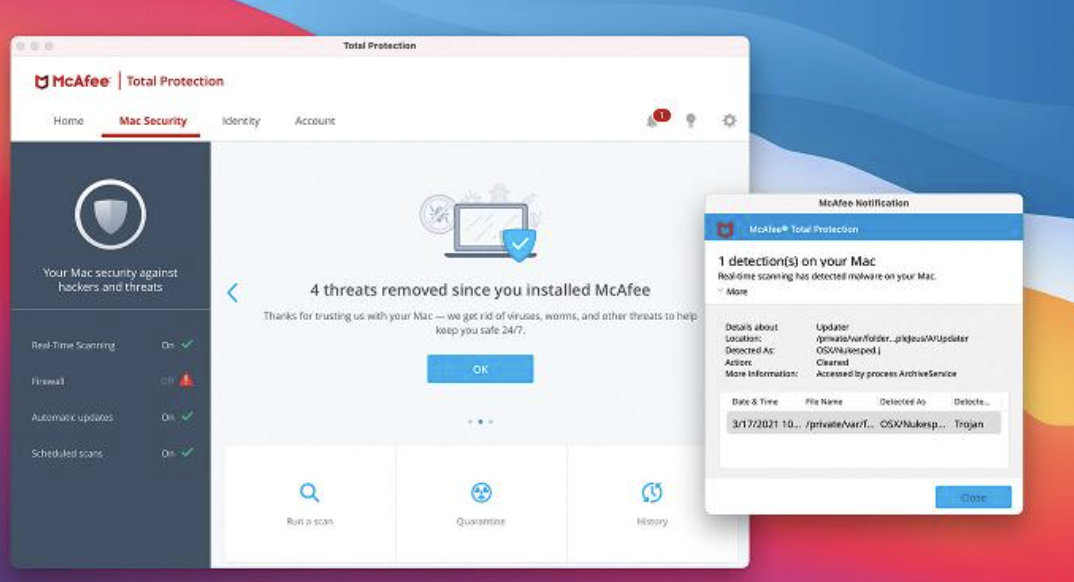 Total Protection
McAfee | Total Protection
Home Mac Security Identity Account
1
Your Mac security against
hackers and threats
Real-Time Scanning On
Firewall Off
Automatic updates On
Scheduled scans On
4 threats removed since you installed McAfee
Thanks for trusting us with your Mac — we get rid of viruses, worms, and other threats to help
keep you safe 24/7.
OK
Run a scan
Quarantine
History
McAfee Notification
McAfee® Total Protection
1 detection(s) on your Mac
Real-time scanning has detected malware on your Mac.
More
Details about Updater
Location: /private/var/folder...plejeus/A/Updater
Detected As: OSX/Nukesped.j
Action: Cleaned
More Information: Accessed by process ArchiveService
Date & Time File Name Detected As Detecte...
3/17/2021 10... /private/var/f... OSX/Nukesp... Trojan
Close